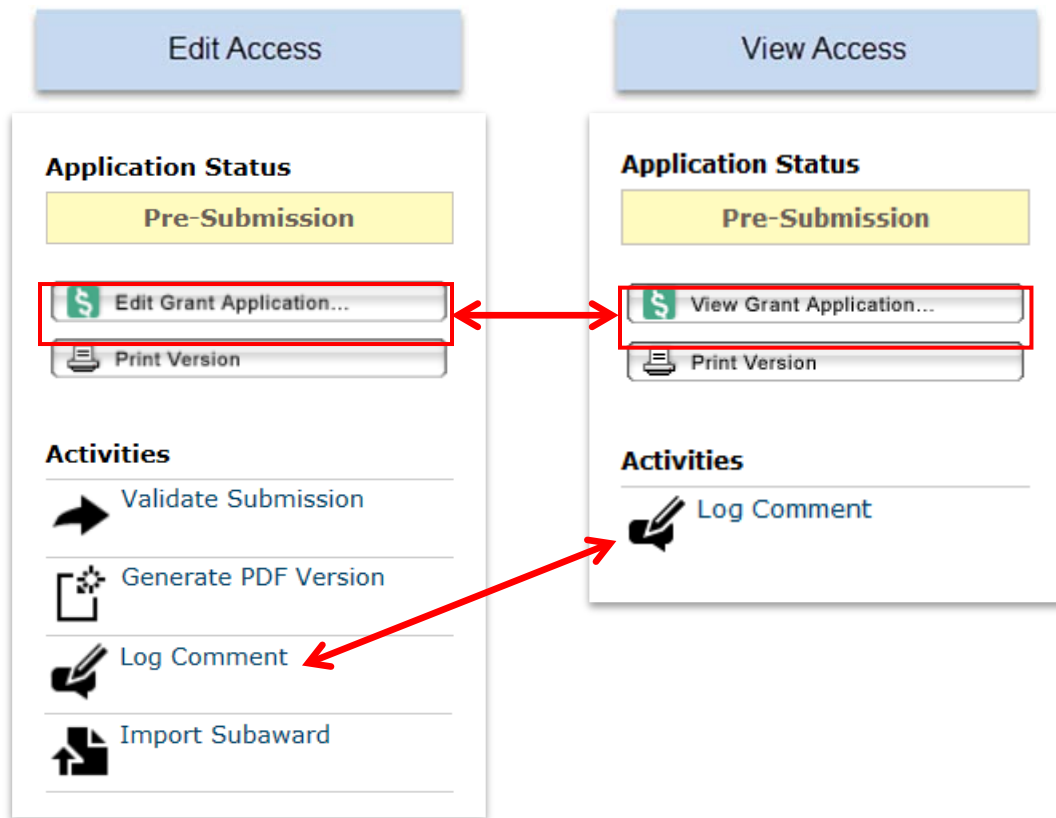 Edit Access
Application Status
Pre-Submission
Edit Grant Application...
Print Version
Activities
Validate Submission
Generate PDF Version
Log Comment
Import Subaward
View Access
Application Status
Pre-Submission
View Grant Application...
Print Version
Activities
Log Comment